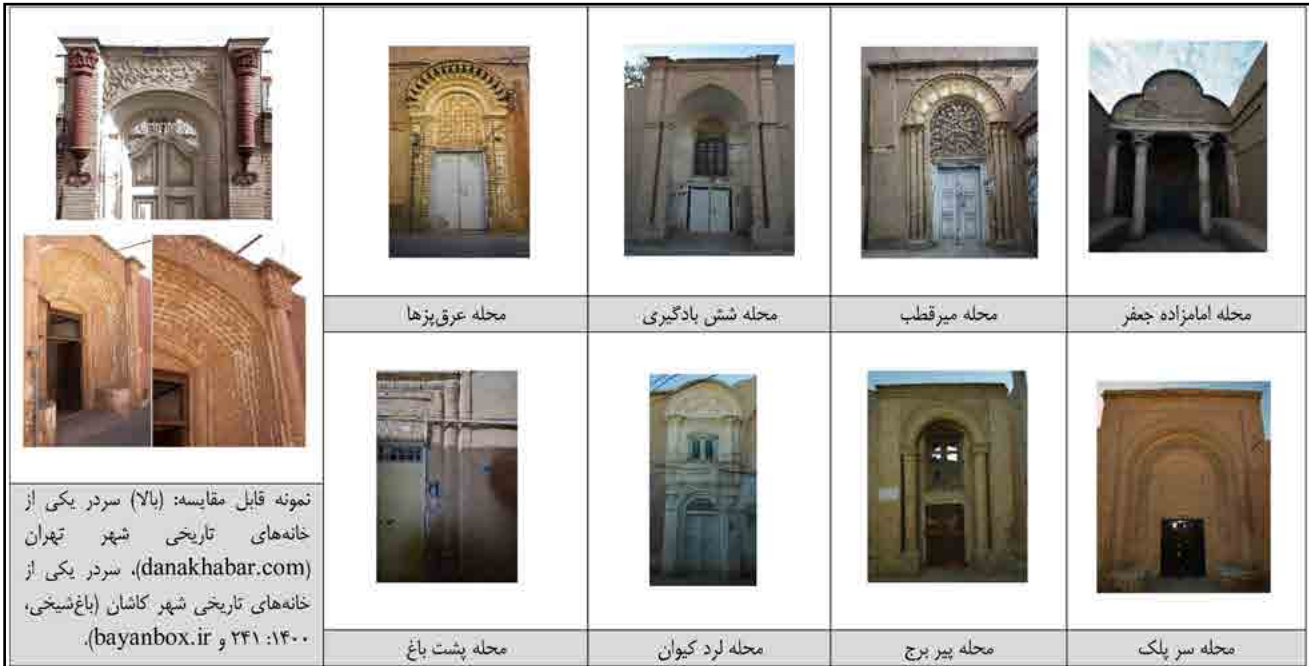 محله امامزاده جعفر
محله میرقطب
محله شش بادگیری
محله عرق‌پزها
محله سر پلک
محله پیر برج
محله لرد کیوان
محله پشت باغ
نمونه قابل مقایسه: (بالا) سردر یکی از
خانه‌های تاریخی شهر تهران
(danakhabar.com)، سردر یکی از
خانه‌های تاریخی شهر کاشان (باغ‌شیخی،
۱۴۰۰: ۲۴۱ و bayanbox.ir).